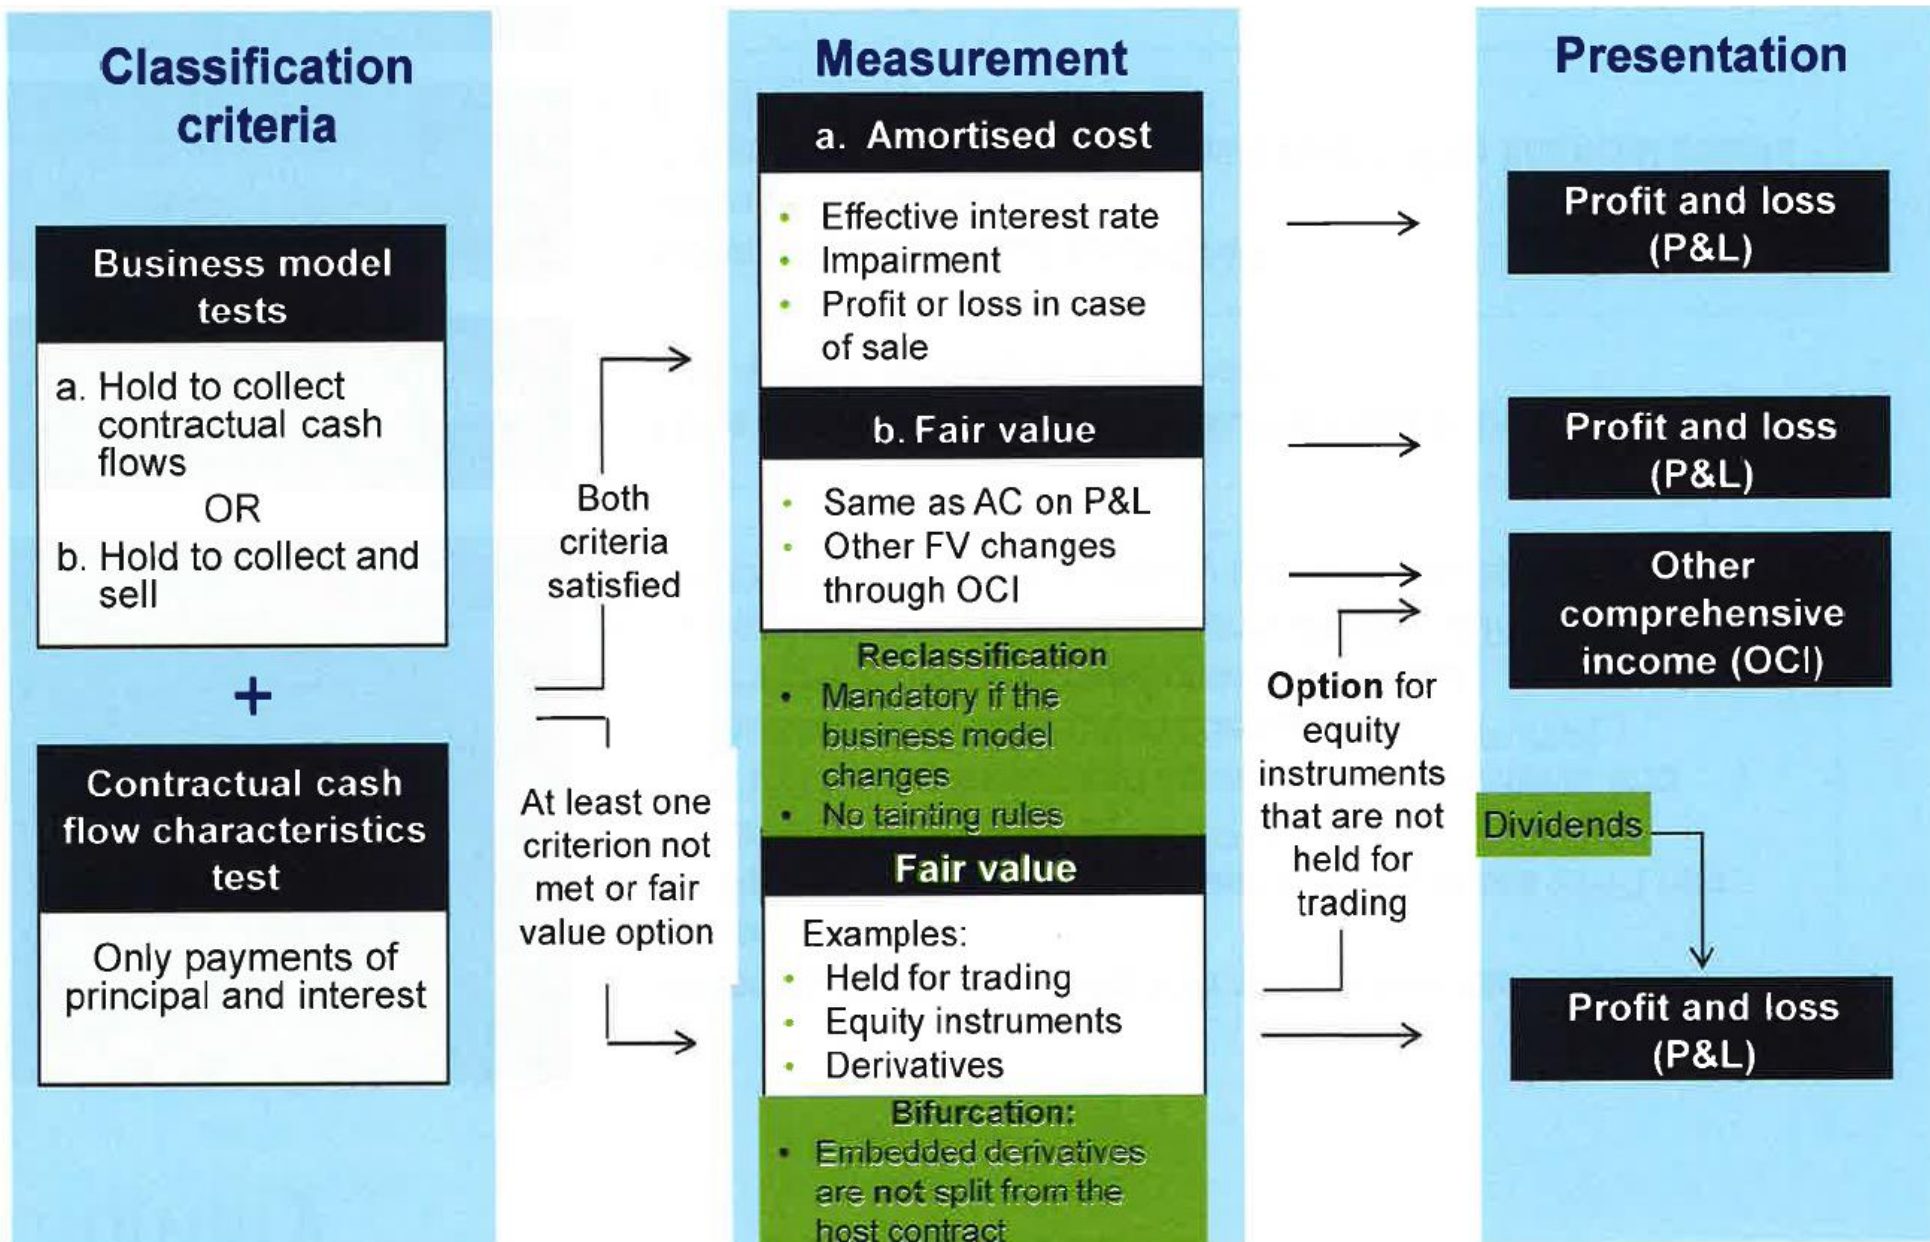 Classification
criteria
Business model
tests
a. Hold to collect
contractual cash
flows
OR
b. Hold to collect and
sell
+
Contractual cash
flow characteristics
test
Only payments of
principal and interest
Both
criteria
satisfied
At least one
criterion not
met or fair
value option
Measurement
a. Amortised cost
• Effective interest rate
• Impairment
• Profit or loss in case
of sale
b. Fair value
• Same as AC on P&L
• Other FV changes
through OCI
Reclassification
• Mandatory if the
business model
changes
• No tainting rules
Fair value
Examples:
• Held for trading
• Equity instruments
• Derivatives
Bifurcation:
• Embedded derivatives
are not split from the
host contract
Option for
equity
instruments
that are not
held for
trading
Presentation
Profit and loss
(P&L)
Profit and loss
(P&L)
Other
comprehensive
income (OCI)
Dividends
Profit and loss
(P&L)